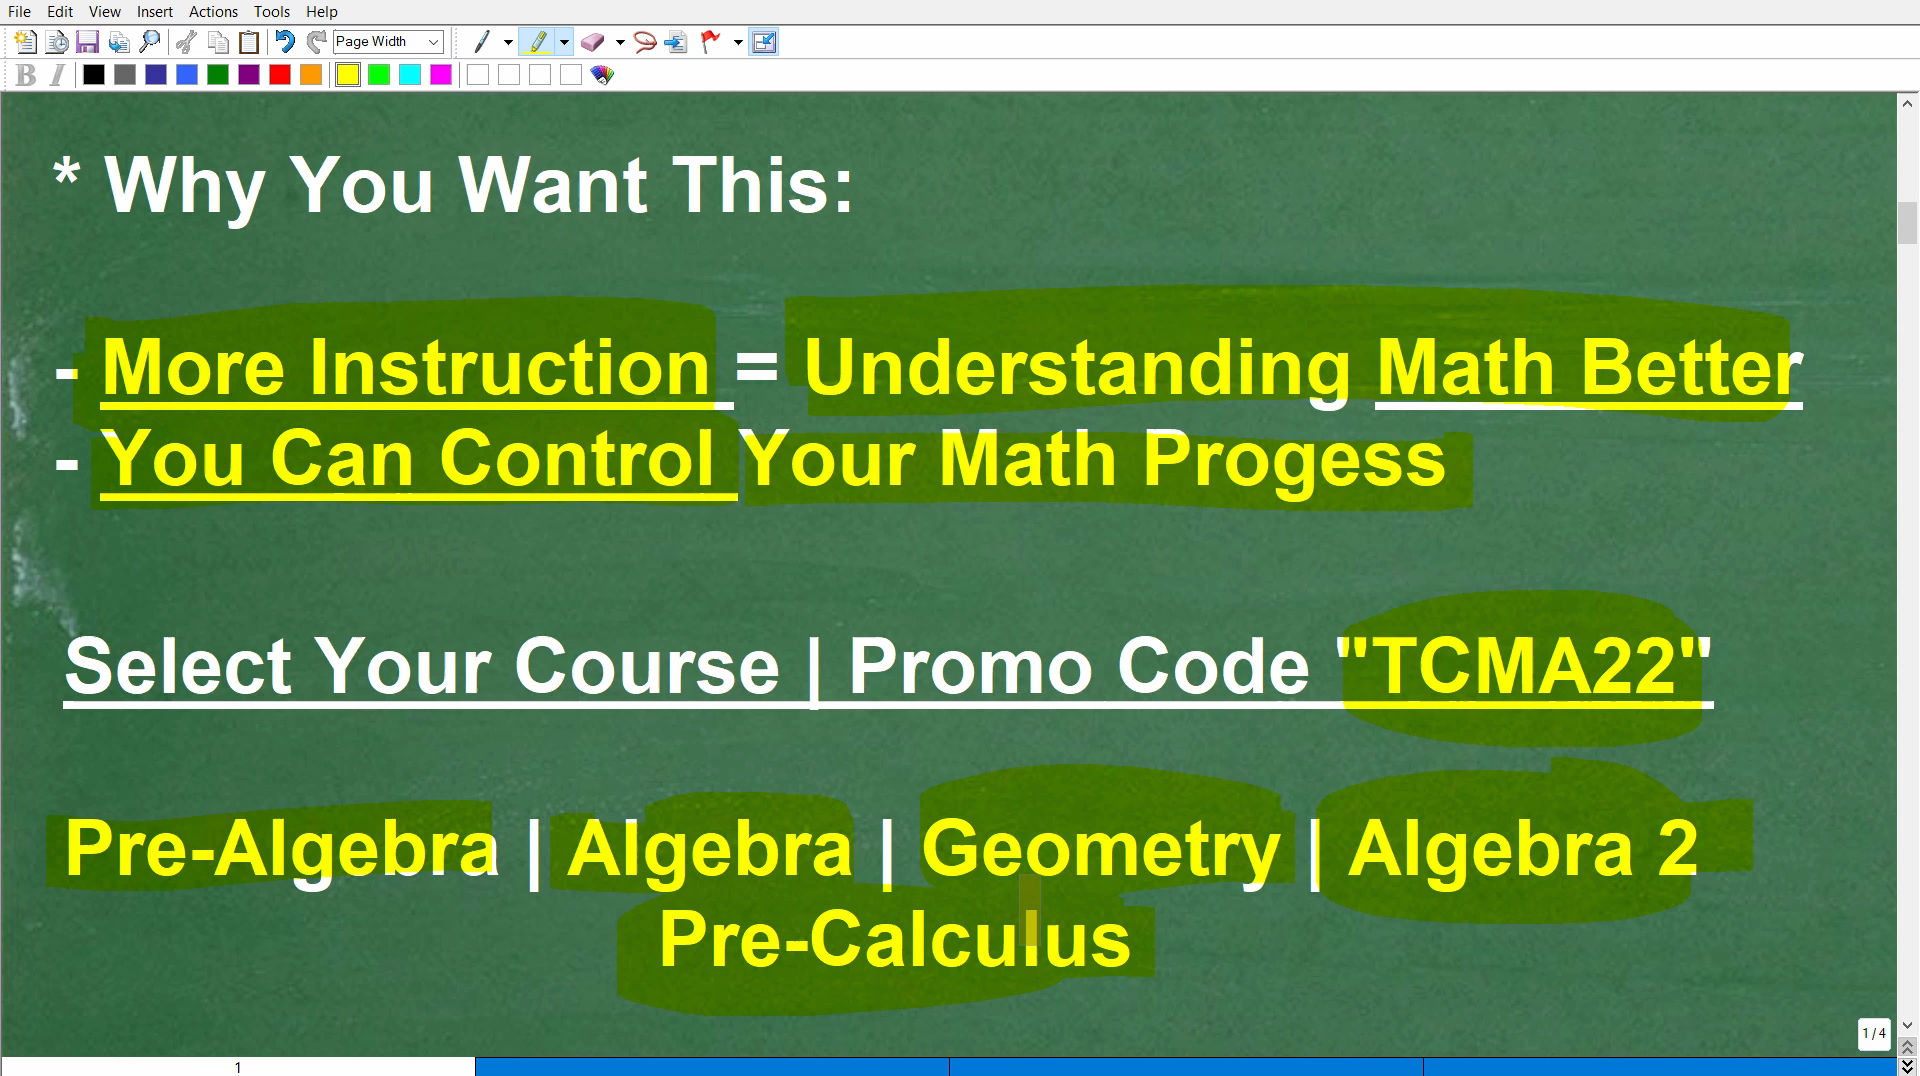 File Edit View Insert Actions Tools Help
Page Width
B I
* Why You Want This:
- More Instruction = Understanding Math Better
- You Can Control Your Math Progess
Select Your Course | Promo Code "TCMA22"
Pre-Algebra | Algebra | Geometry | Algebra 2
Pre-Calculus
1 / 4
1